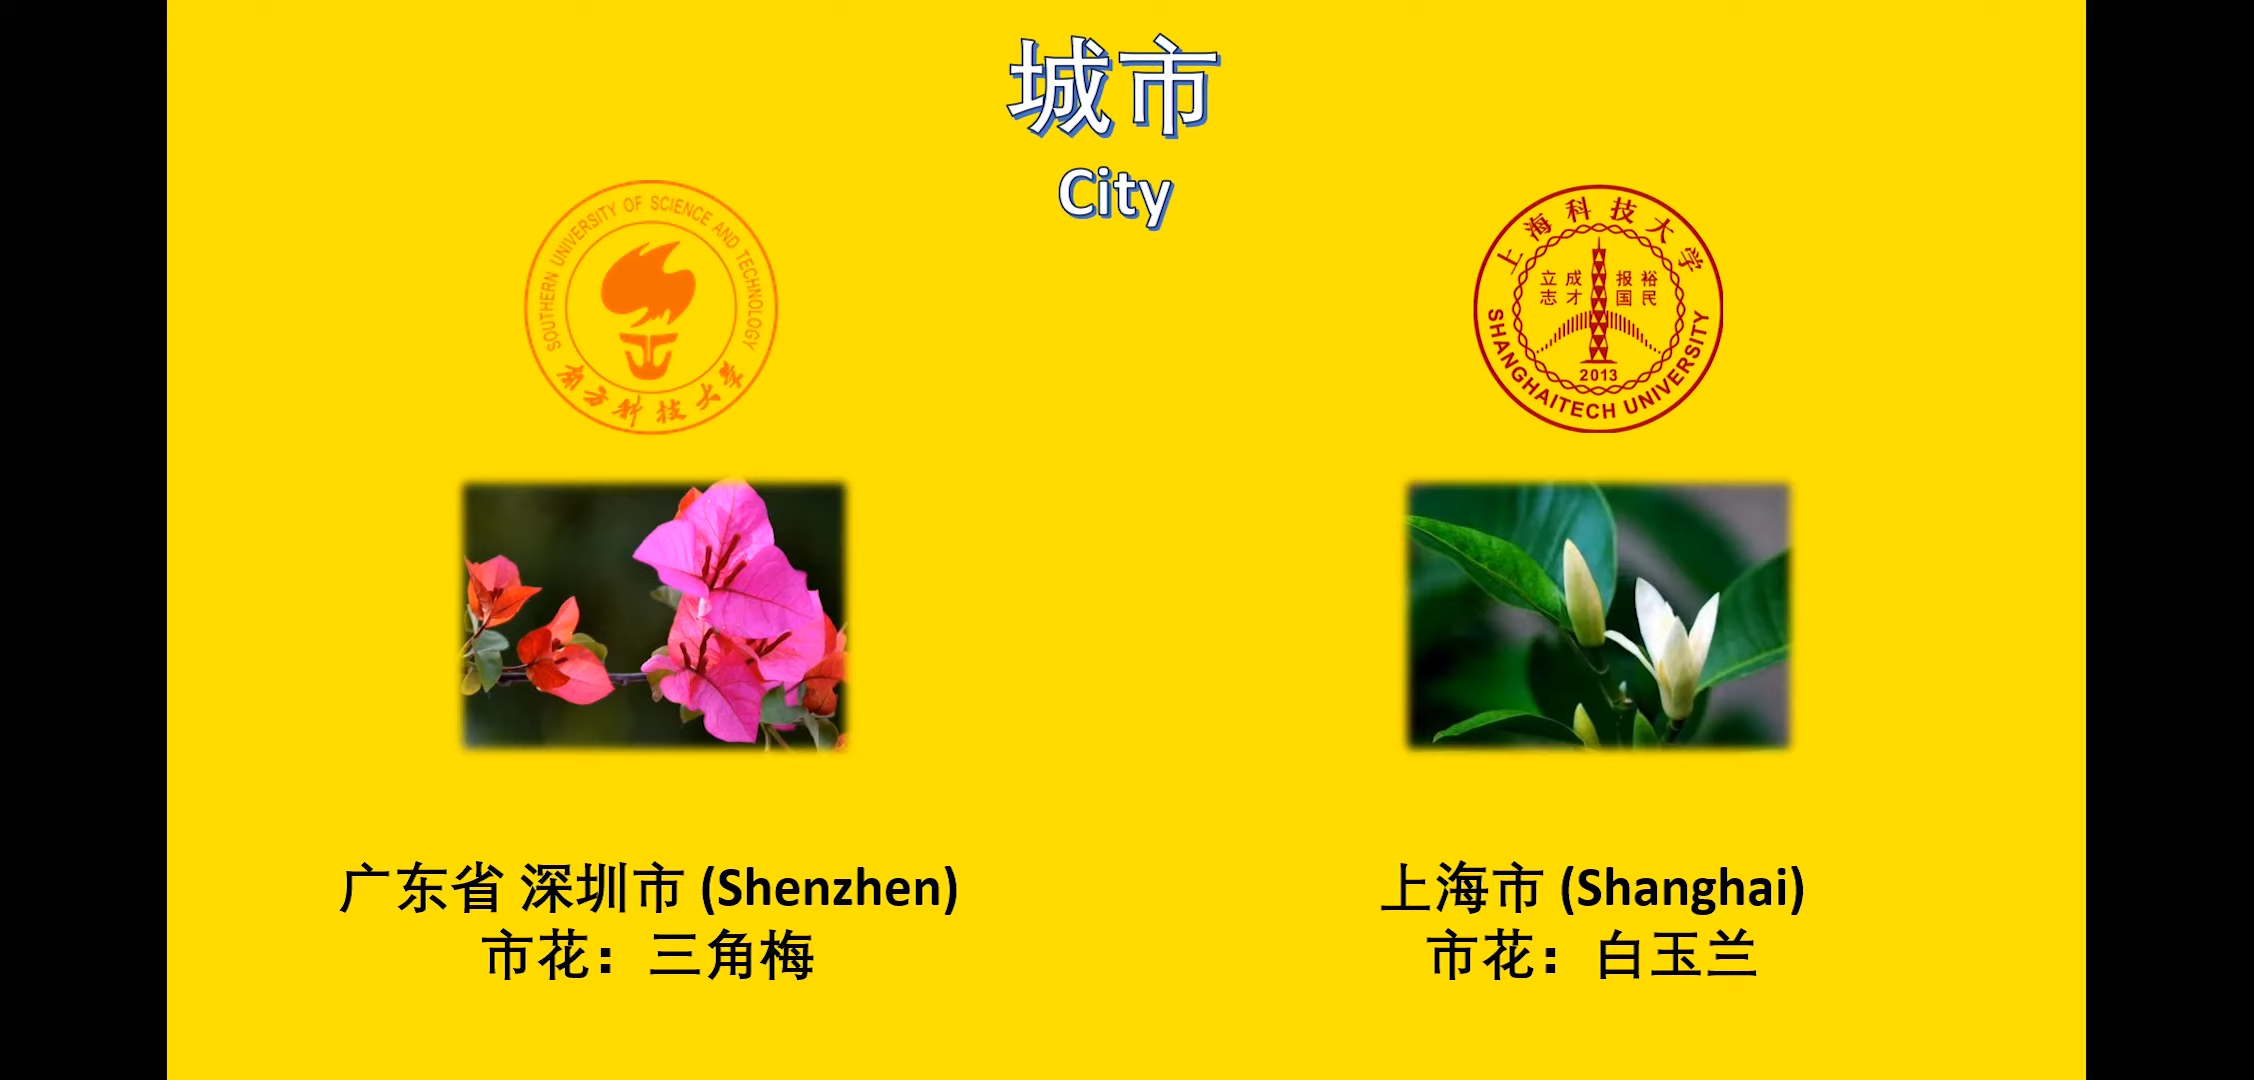 城市
City
SOUTHERN UNIVERSITY OF SCIENCE AND TECHNOLOGY
南方科技大学
上海科技大学
立志 成才 报国 裕民
2013
SHANGHAITECH UNIVERSITY
广东省 深圳市 (Shenzhen)
市花：三角梅
上海市 (Shanghai)
市花：白玉兰